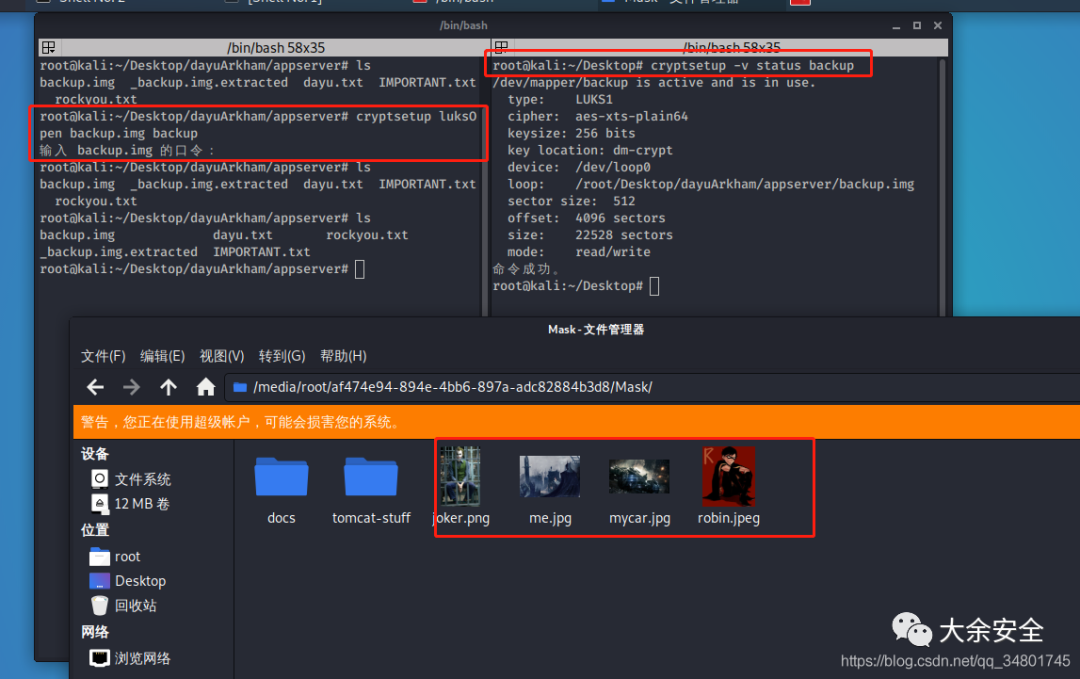 /bin/bash
/bin/bash 58x35
root@kali:~/Desktop/dayuArkham/appserver# ls
backup.img _backup.img.extracted dayu.txt IMPORTANT.txt
rockyou.txt
root@kali:~/Desktop/dayuArkham/appserver# cryptsetup luksO
pen backup.img backup
输入 backup.img 的口令：
root@kali:~/Desktop/dayuArkham/appserver# ls
backup.img _backup.img.extracted dayu.txt IMPORTANT.txt
rockyou.txt
root@kali:~/Desktop/dayuArkham/appserver# ls
backup.img dayu.txt rockyou.txt
_backup.img.extracted IMPORTANT.txt
root@kali:~/Desktop/dayuArkham/appserver#
/bin/bash 58x35
root@kali:~/Desktop# cryptsetup -v status backup
/dev/mapper/backup is active and is in use.
type: LUKS1
cipher: aes-xts-plain64
keysize: 256 bits
key location: dm-crypt
device: /dev/loop0
loop: /root/Desktop/dayuArkham/appserver/backup.img
sector size: 512
offset: 4096 sectors
size: 22528 sectors
mode: read/write
命令成功。
root@kali:~/Desktop#
Mask - 文件管理器
文件(F) 编辑(E) 视图(V) 转到(G) 帮助(H)
/media/root/af474e94-894e-4bb6-897a-adc82884b3d8/Mask/
警告，您正在使用超级帐户，可能会损害您的系统。
设备
文件系统
12 MB 卷
位置
root
Desktop
回收站
网络
浏览网络
docs tomcat-stuff joker.png me.jpg mycar.jpg robin.jpeg
大余安全
https://blog.csdn.net/qq_34801745